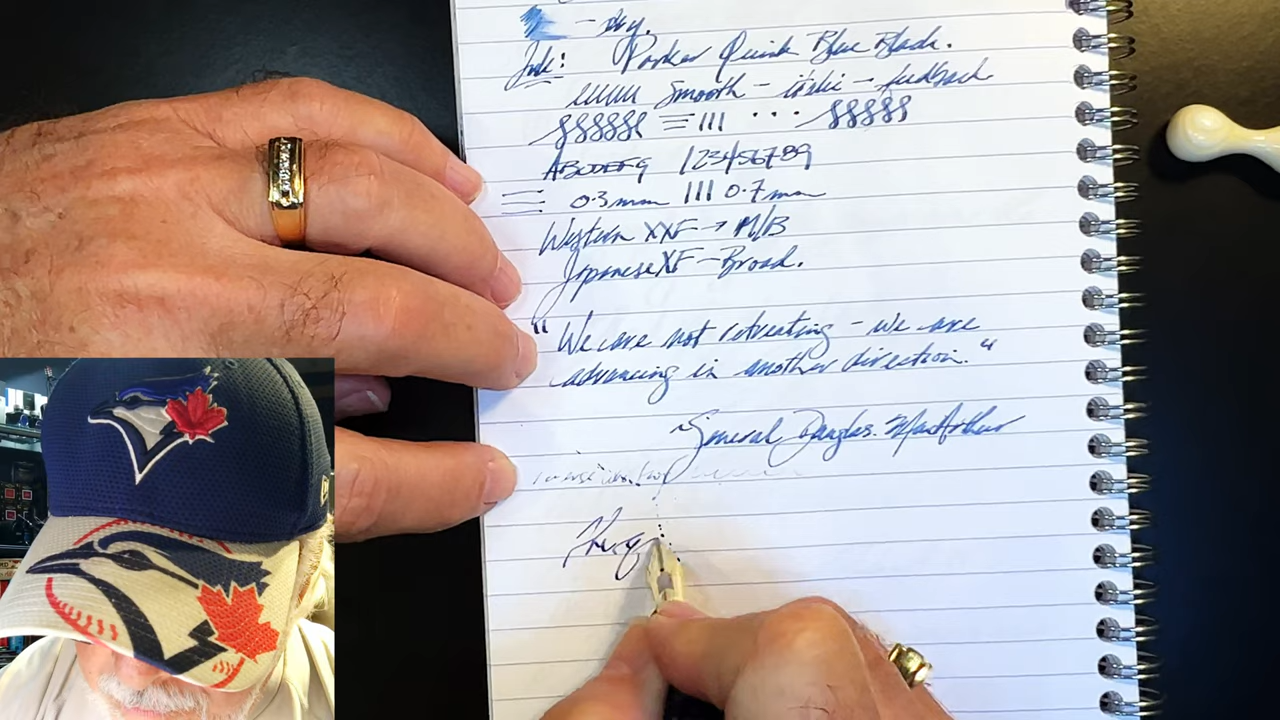 - dry.
Ink: Parker Quink Blue Black.
Smooth - - feedback
ABCDEFG 123456789
0.3mm 0.7mm
Western XXF → M/B
Japanese XF - Broad.
"We are not retreating - we are
advancing in another direction."
~General Douglas MacArthur